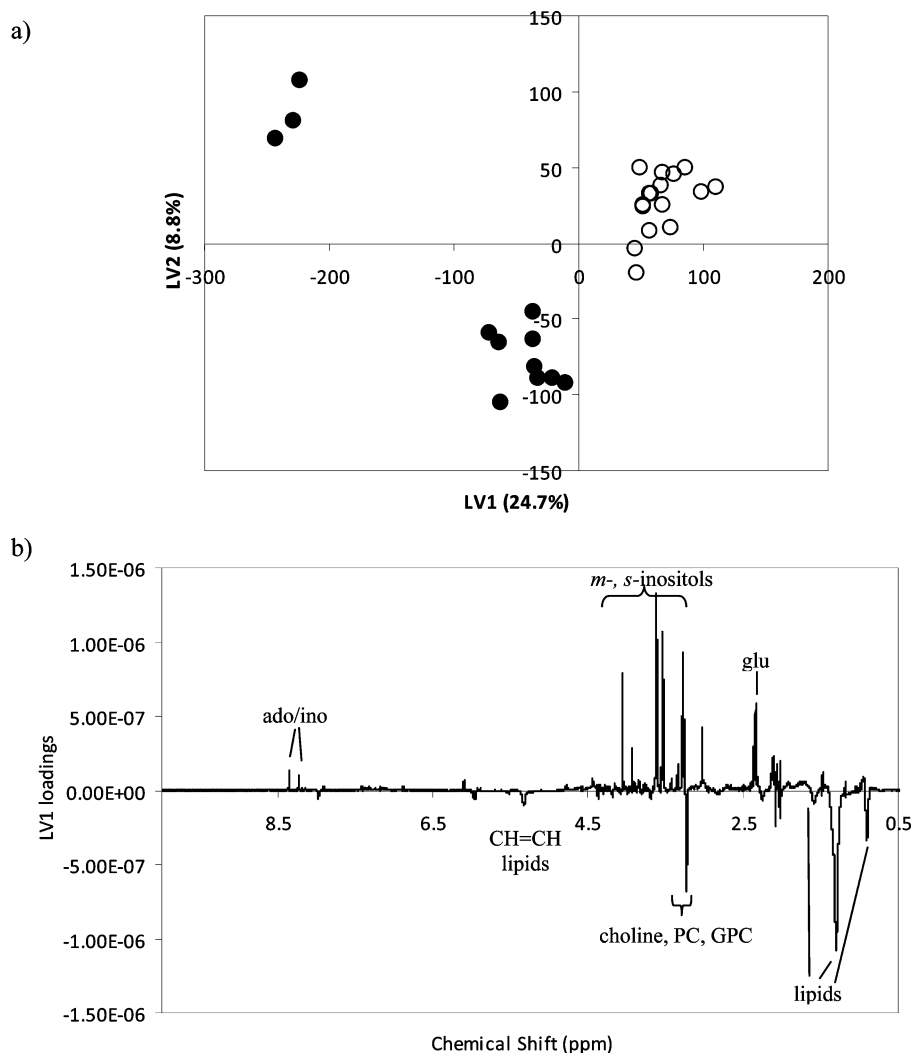 a)
150
100
50
0
-300 -200 -100 0 100 200
-50
-100
-150
LV2 (8.8%)
LV1 (24.7%)
b)
1.50E-06
m-, s-inositols
1.00E-06
glu
ado/ino
5.00E-07
0.00E+00
8.5 6.5 4.5 2.5 0.5
LV1 loadings
CH=CH
lipids
-5.00E-07
choline, PC, GPC
-1.00E-06
lipids
-1.50E-06
Chemical Shift (ppm)